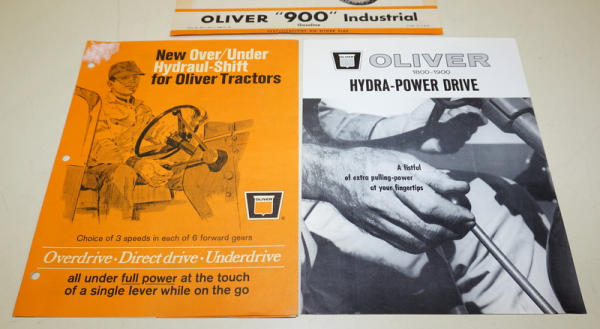 OLIVER "900" Industrial
Gasoline
New Over/Under
Hydraul-Shift
for Oliver Tractors
OLIVER
Choice of 3 speeds in each of 6 forward gears
Overdrive · Direct drive · Underdrive
all under full power at the touch
of a single lever while on the go
OLIVER
OLIVER
1800-1900
HYDRA-POWER DRIVE
A fistful
of extra pulling-power
at your fingertips